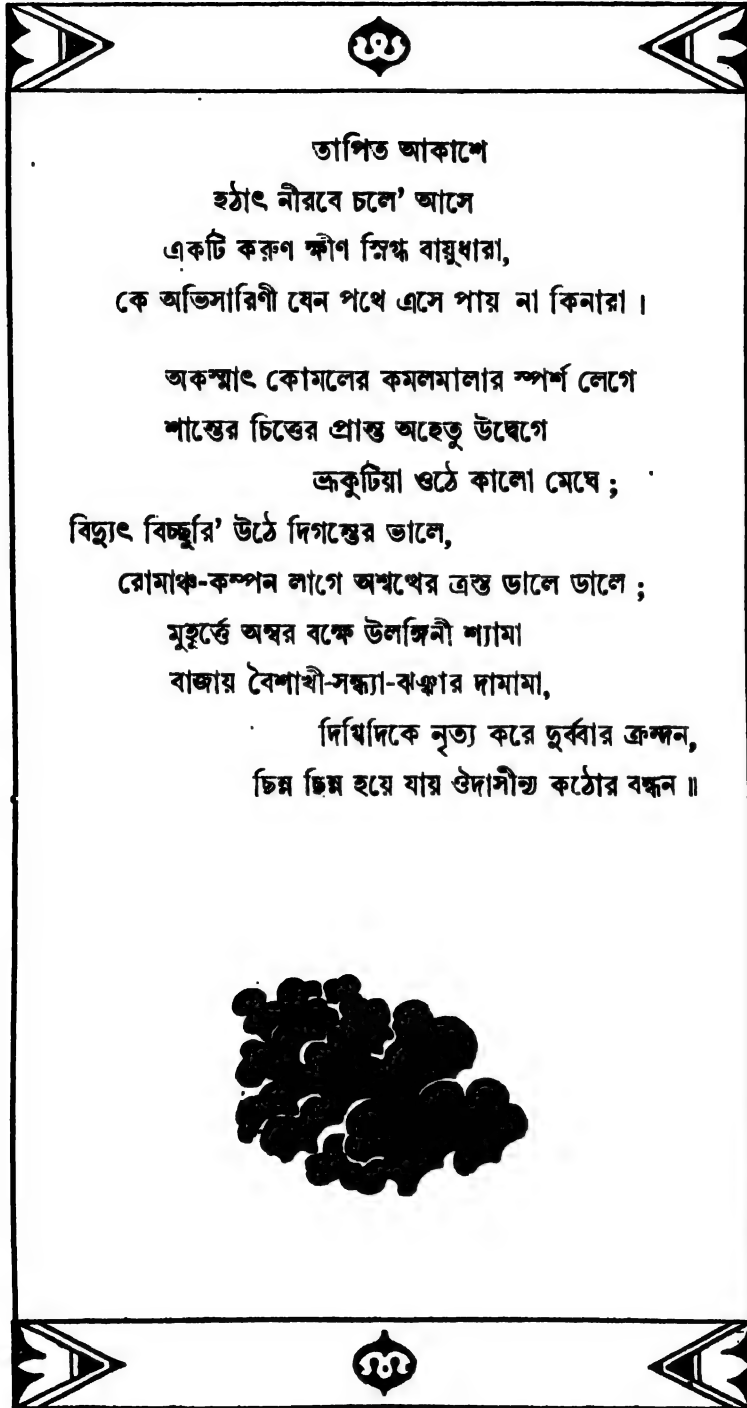 তাপিত আকাশে
হঠাৎ নীরবে চলে’ আসে
একটি করুণ ক্ষীণ স্নিগ্ধ বায়ুধারা,
কে অভিসারিণী যেন পথে এসে পায় না কিনারা।
অকস্মাৎ কোমলের কমলমালার স্পর্শ লেগে
শান্তের চিত্তের প্রান্ত অহেতু উদ্বেগে
ভ্রূকুটিয়া ওঠে কালো মেঘে;
বিদ্যুৎ বিচ্ছুরি’ উঠে দিগন্তের ভালে,
রোমাঞ্চ-কম্পন লাগে অশ্বত্থের ত্রস্ত ডালে ডালে;
মুহূর্ত্তে অম্বর বক্ষে উলঙ্গিনী শ্যামা
বাজায় বৈশাখী-সন্ধ্যা-ঝঞ্ঝার দামামা,
দিগ্বিদিকে নৃত্য করে দুর্ব্বার ক্রন্দন,
ছিন্ন ছিন্ন হয়ে যায় ঔদাসীন্য কঠোর বন্ধন॥